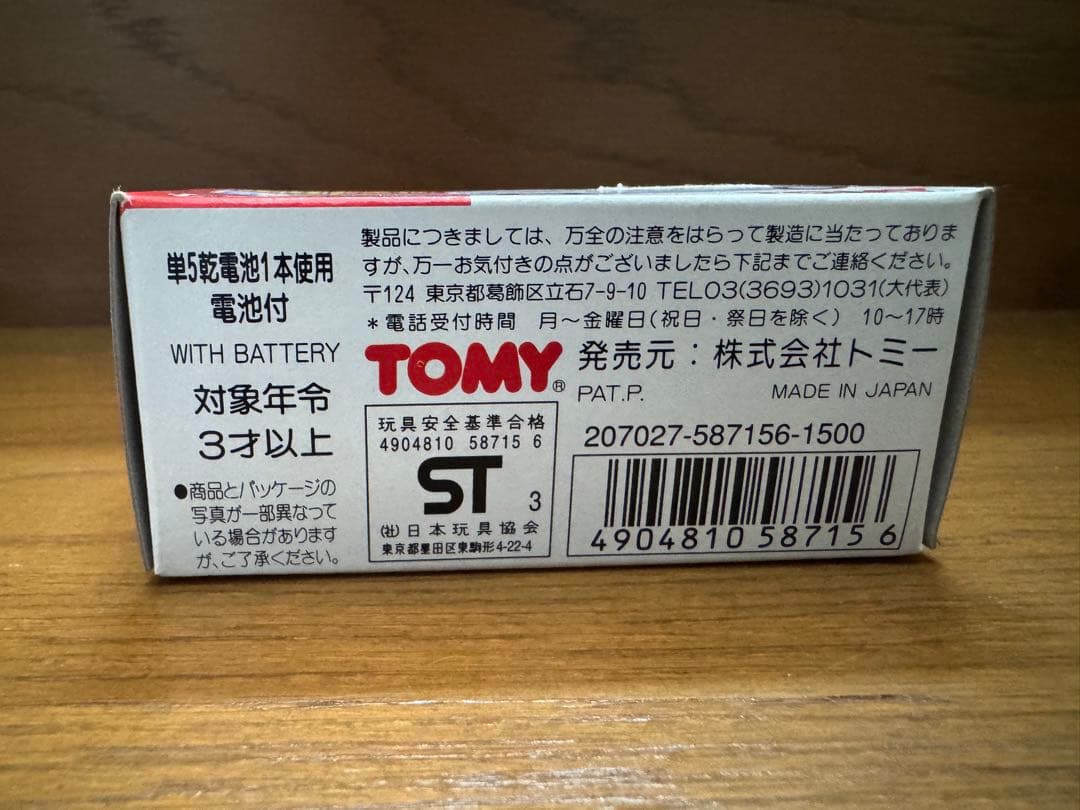 単5乾電池1本使用
電池付
WITH BATTERY
対象年令
3才以上
●商品とパッケージの
写真が一部異なって
いる場合があります
が、ご了承ください。
製品につきましては、万全の注意をはらって製造に当たっておりま
すが、万一お気付きの点がございましたら下記までご連絡ください。
〒124 東京都葛飾区立石7-9-10 TEL03(3693)1031(大代表)
*電話受付時間 月〜金曜日(祝日・祭日を除く) 10〜17時
TOMY® 発売元:株式会社トミー
PAT.P. MADE IN JAPAN
玩具安全基準合格
4904810 58715 6
ST 3
(社)日本玩具協会
東京都墨田区東駒形4-22-4
207027-587156-1500
4904810 587156